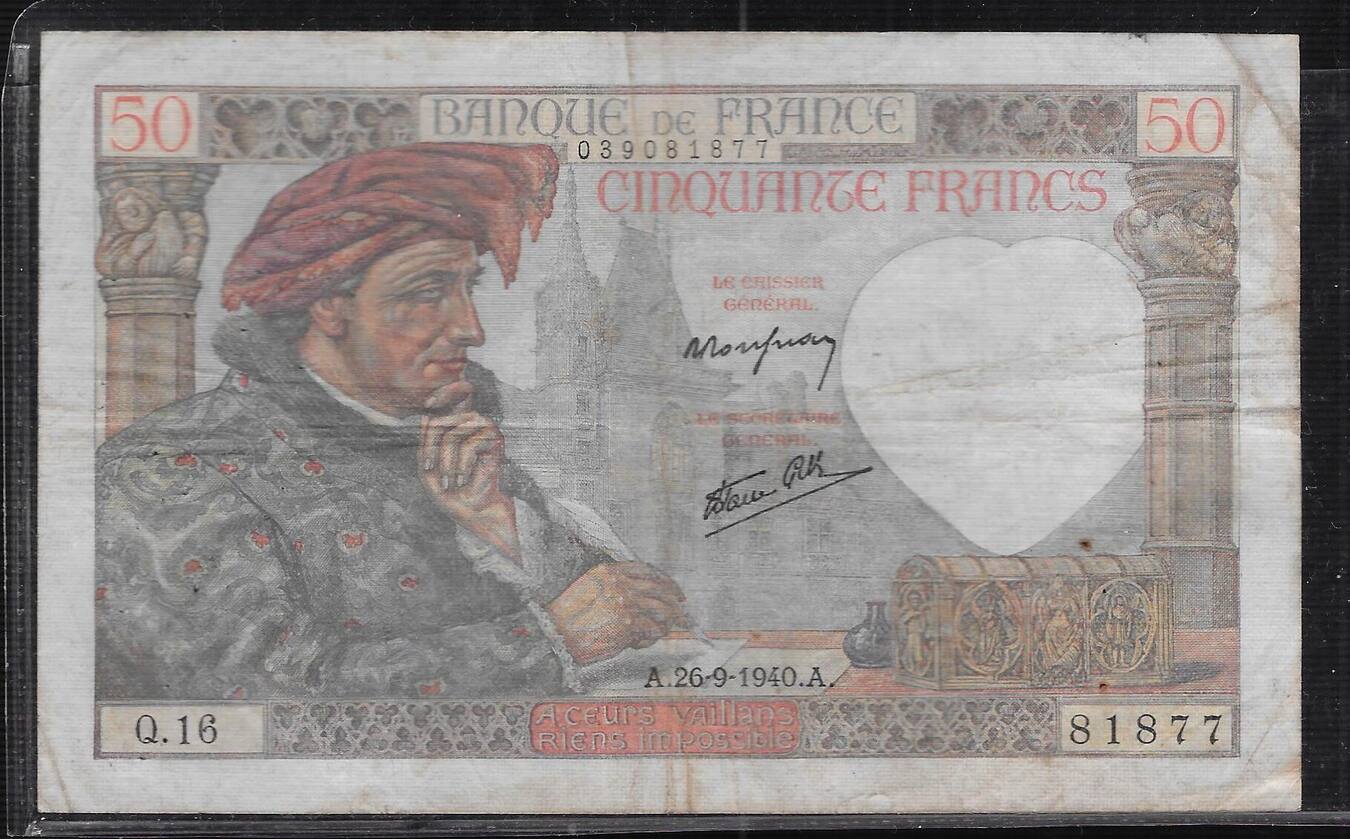 50 BANQUE DE FRANCE 50
039081877
CINQUANTE FRANCS
LE CAISSIER
GÉNÉRAL.
LE SECRÉTAIRE
GÉNÉRAL.
A.26-9-1940.A.
Q.16
A CEURS VAILLANS
RIENS IMPOSSIBLE
81877